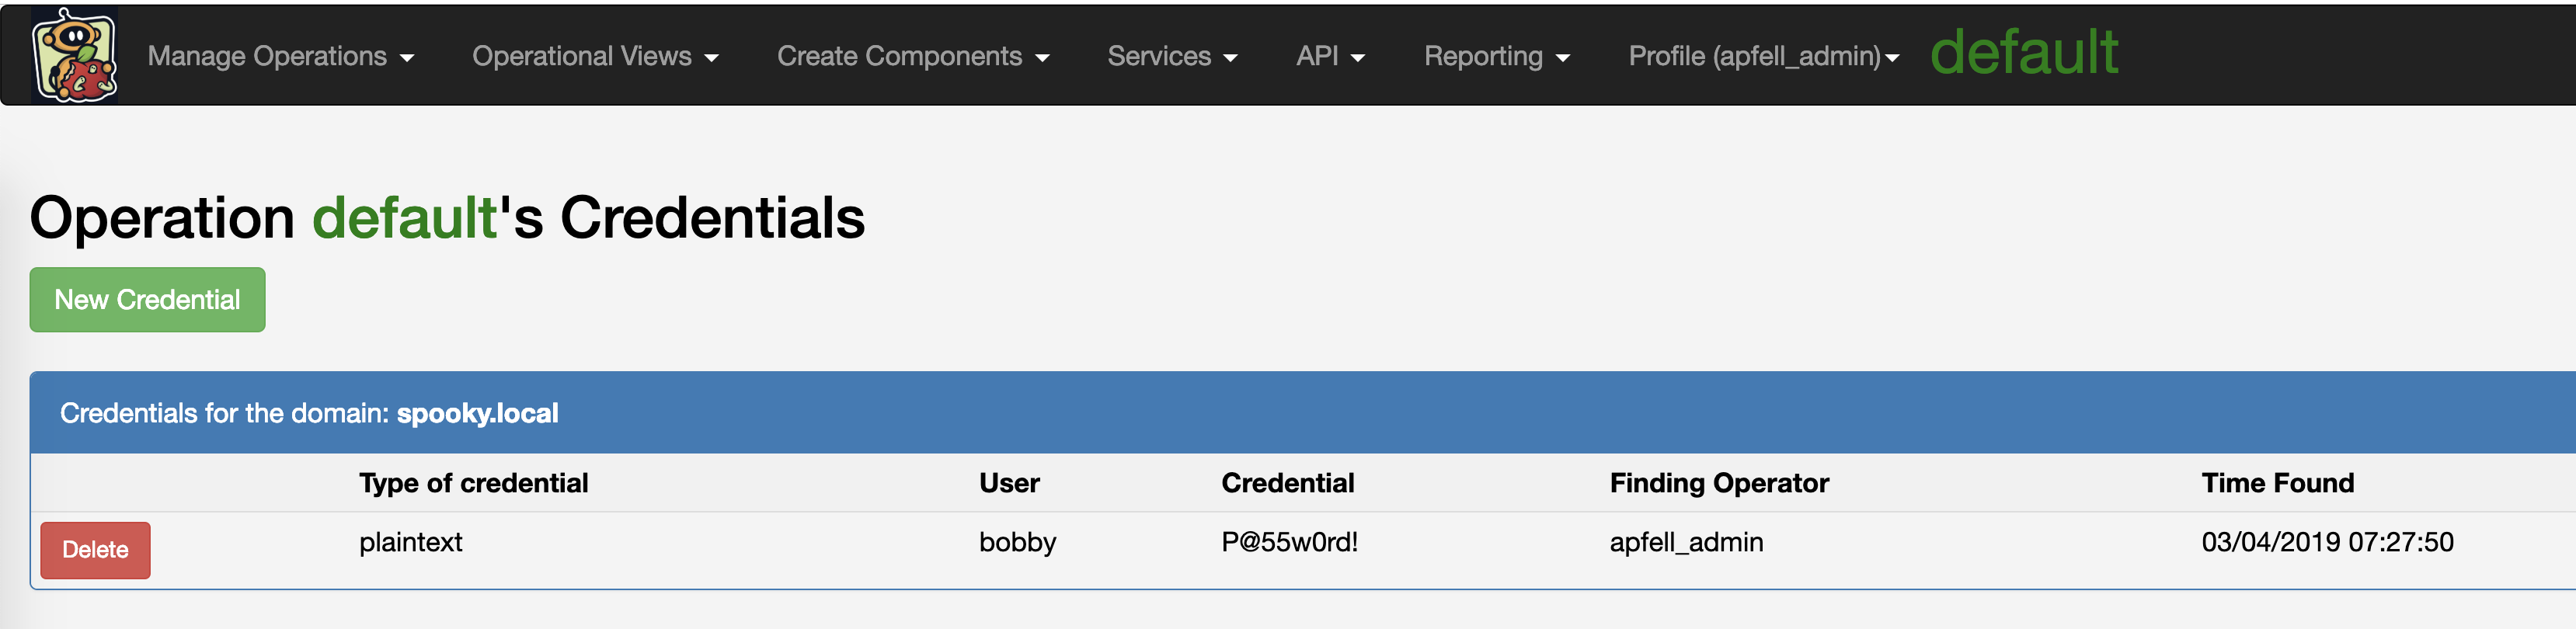 Manage Operations Operational Views Create Components Services API Reporting Profile (apfell_admin) default
Operation default's Credentials
New Credential
Credentials for the domain: spooky.local
Type of credential User Credential Finding Operator Time Found
Delete plaintext bobby P@55w0rd! apfell_admin 03/04/2019 07:27:50